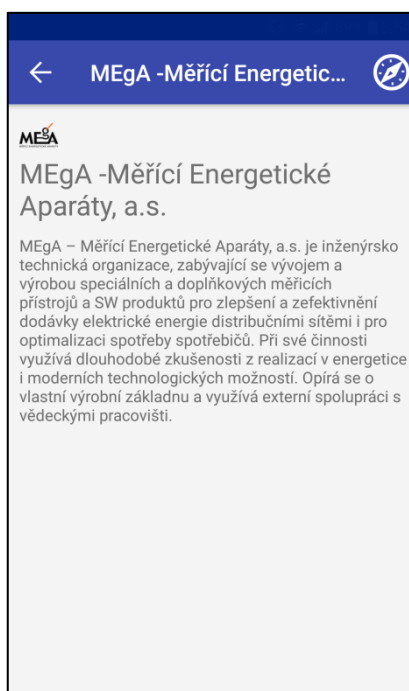 MEgA -Měřící Energetic...
MEgA
MEgA -Měřící Energetické
Aparáty, a.s.
MEgA – Měřící Energetické Aparáty, a.s. je inženýrsko
technická organizace, zabývající se vývojem a
výrobou speciálních a doplňkových měřicích
přístrojů a SW produktů pro zlepšení a zefektivnění
dodávky elektrické energie distribučními sítěmi i pro
optimalizaci spotřeby spotřebičů. Při své činnosti
využívá dlouhodobé zkušenosti z realizací v energetice
i moderních technologických možností. Opírá se o
vlastní výrobní základnu a využívá externí spolupráci s
vědeckými pracovišti.